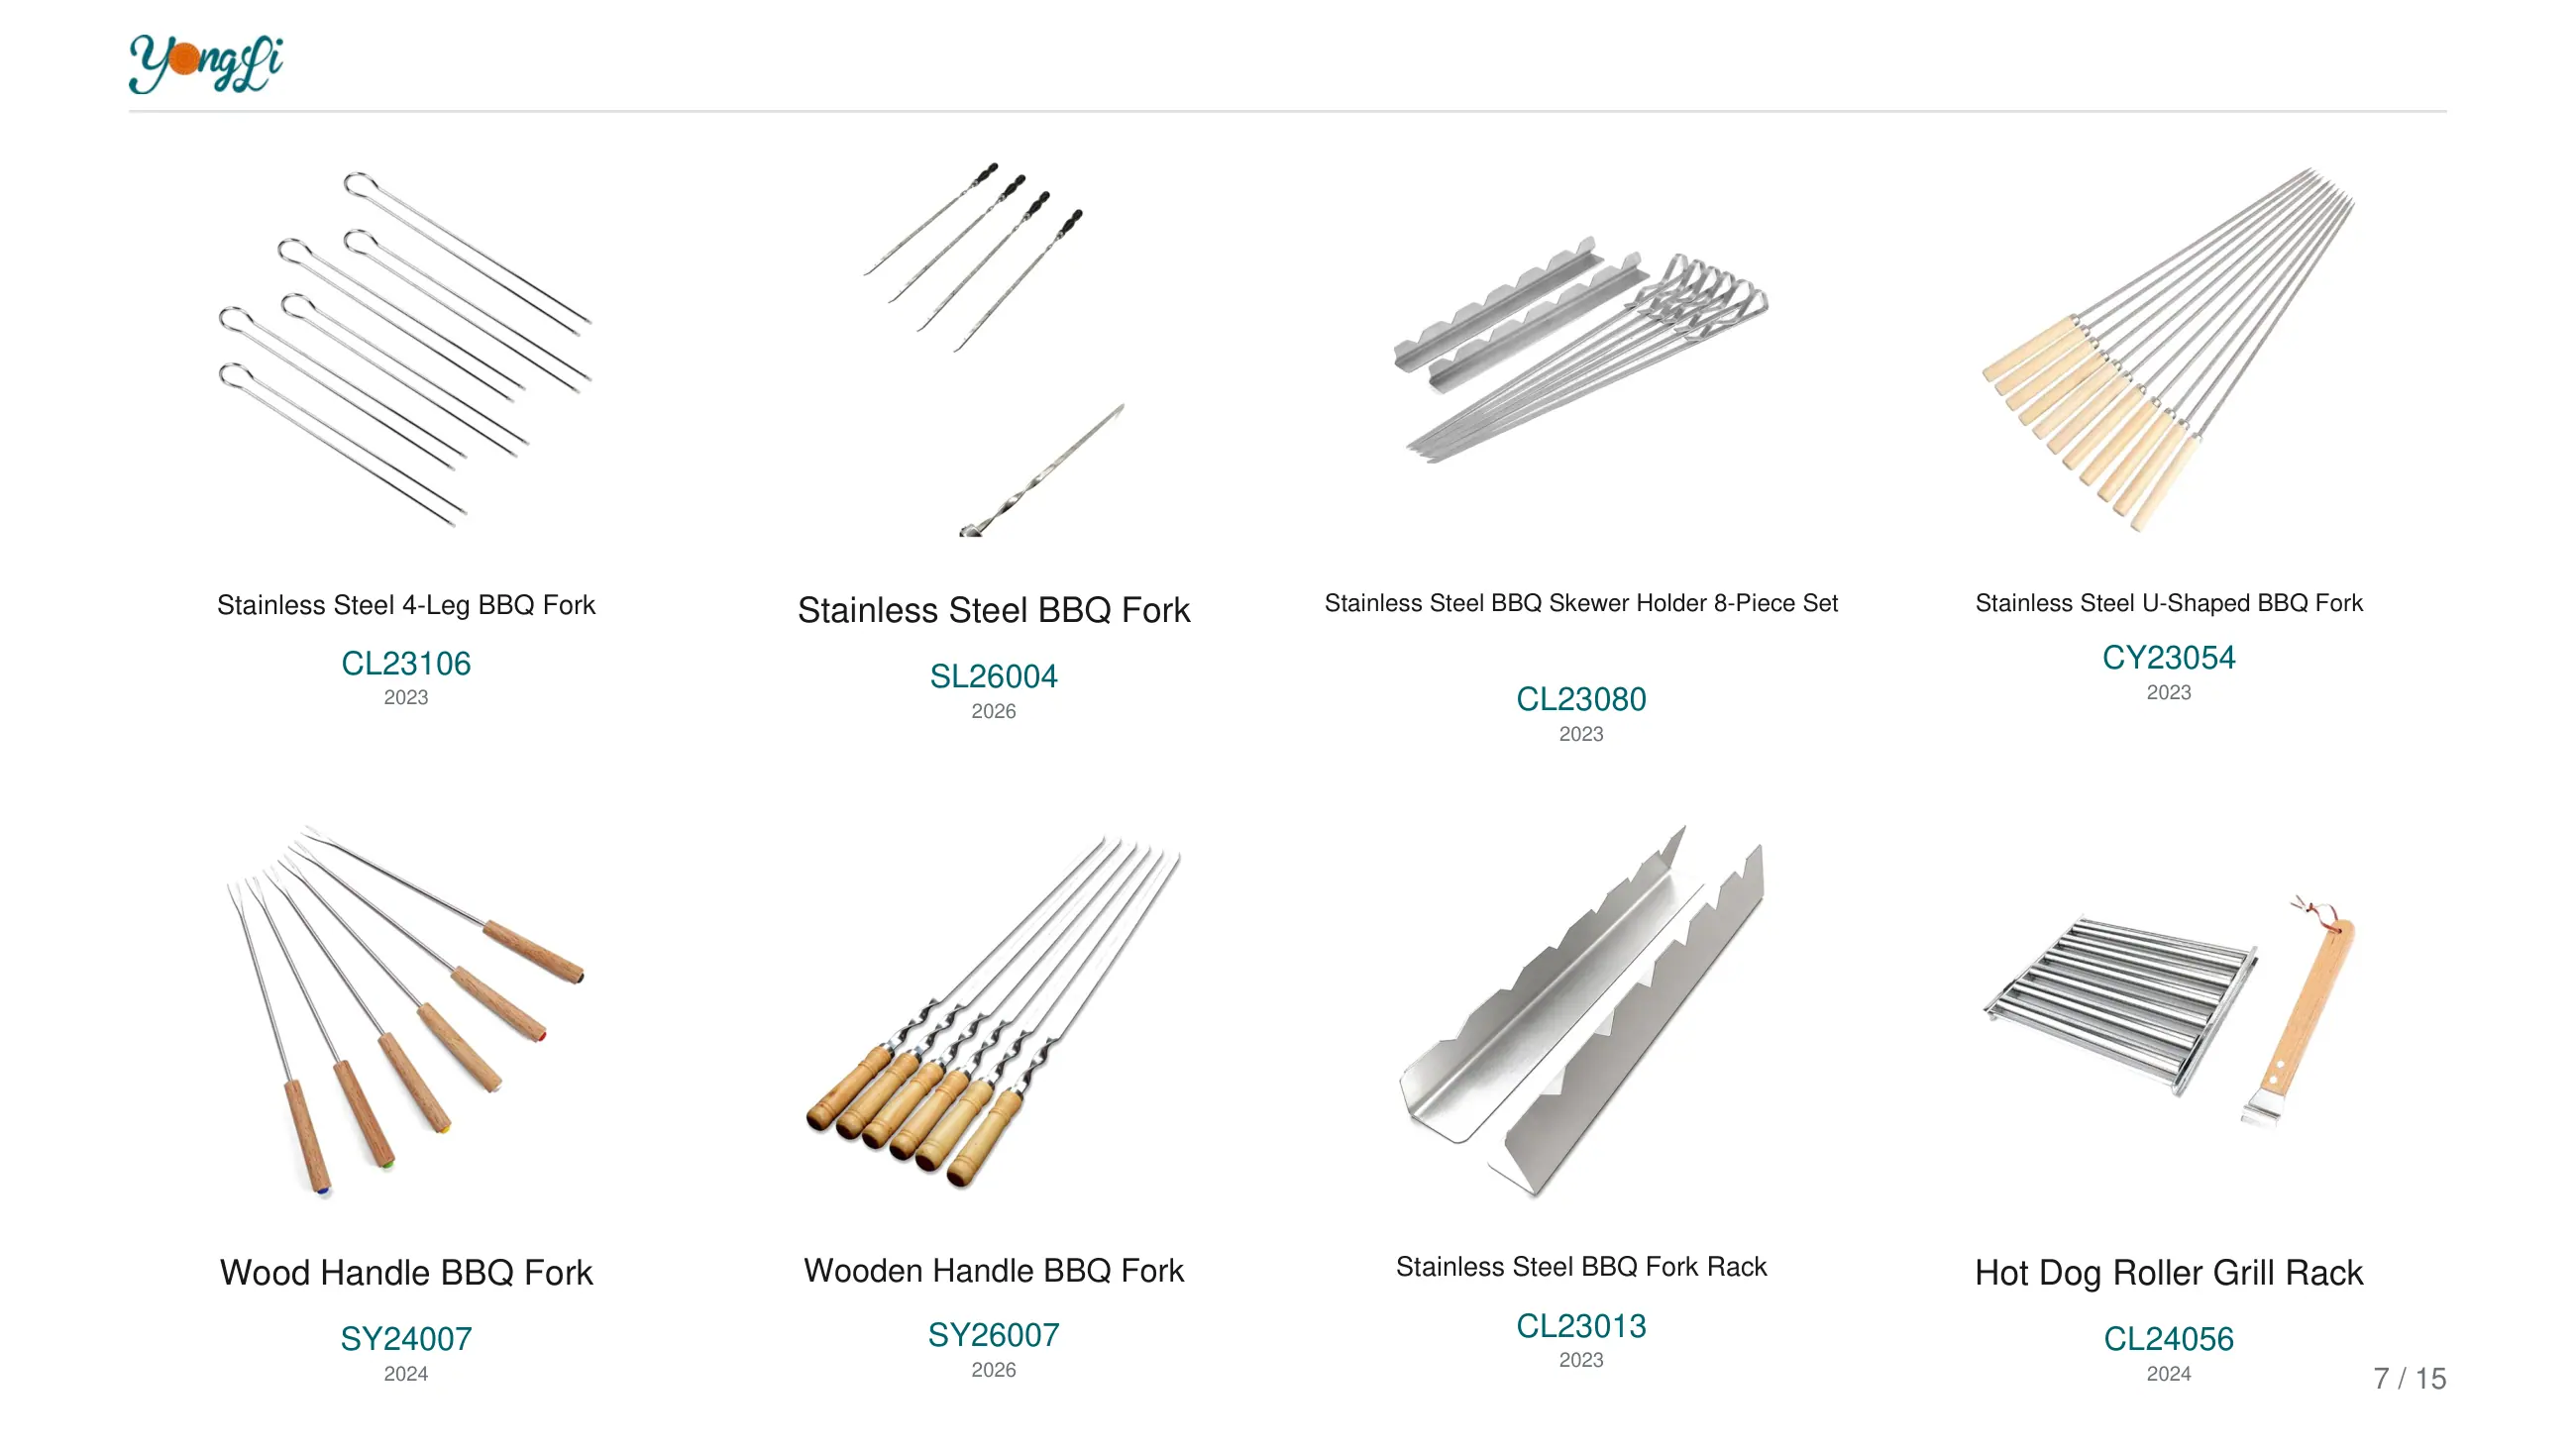 YongLi
Stainless Steel 4-Leg BBQ Fork
CL23106
2023
Stainless Steel BBQ Fork
SL26004
2026
Stainless Steel BBQ Skewer Holder 8-Piece Set
CL23080
2023
Stainless Steel U-Shaped BBQ Fork
CY23054
2023
Wood Handle BBQ Fork
SY24007
2024
Wooden Handle BBQ Fork
SY26007
2026
Stainless Steel BBQ Fork Rack
CL23013
2023
Hot Dog Roller Grill Rack
CL24056
2024
7 / 15